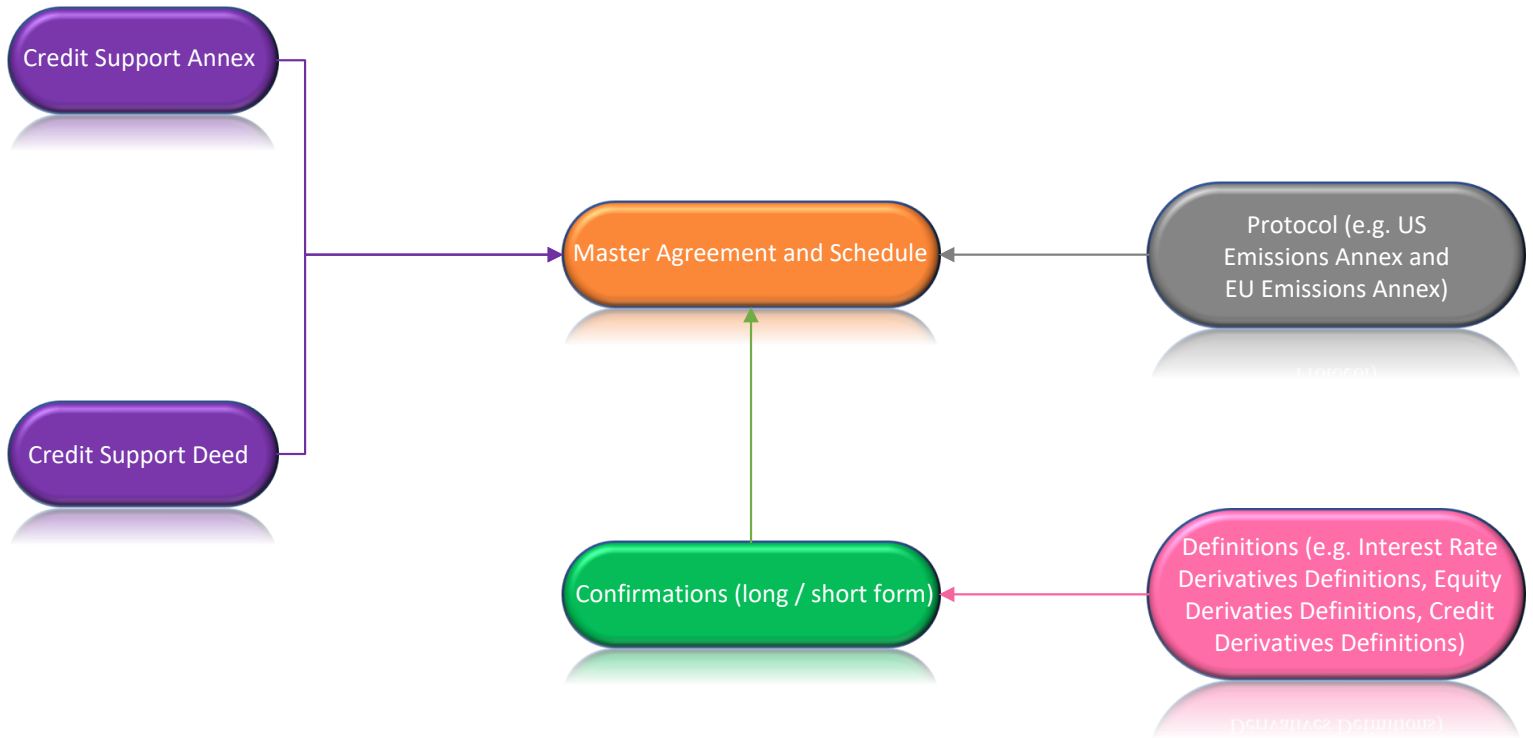 Credit Support Annex
Master Agreement and Schedule
Protocol (e.g. US
Emissions Annex and
EU Emissions Annex)
Credit Support Deed
Confirmations (long / short form)
Definitions (e.g. Interest Rate
Derivatives Definitions, Equity
Derivaties Definitions, Credit
Derivatives Definitions)